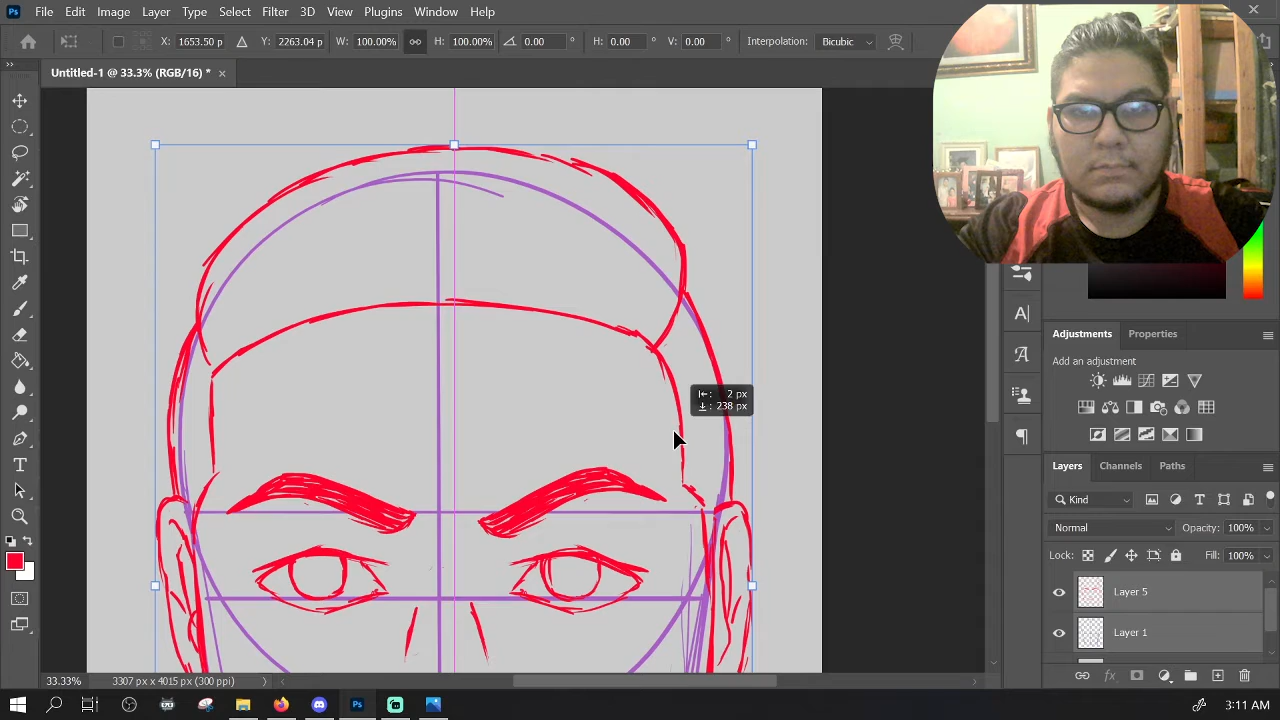 Ps File Edit Image Layer Type Select Filter 3D View Plugins Window Help
X: 1653.50 p Y: 2263.04 p W: 100.00% H: 100.00% 0.00 ° H: 0.00 ° V: 0.00 ° Interpolation: Bicubic
Untitled-1 @ 33.3% (RGB/16) * ×
2 px
238 px
Adjustments Properties
Add an adjustment
Layers Channels Paths
Kind
Normal Opacity: 100%
Lock: Fill: 100%
Layer 5
Layer 1
33.33% 3307 px x 4015 px (300 ppi)
Ps 3:11 AM